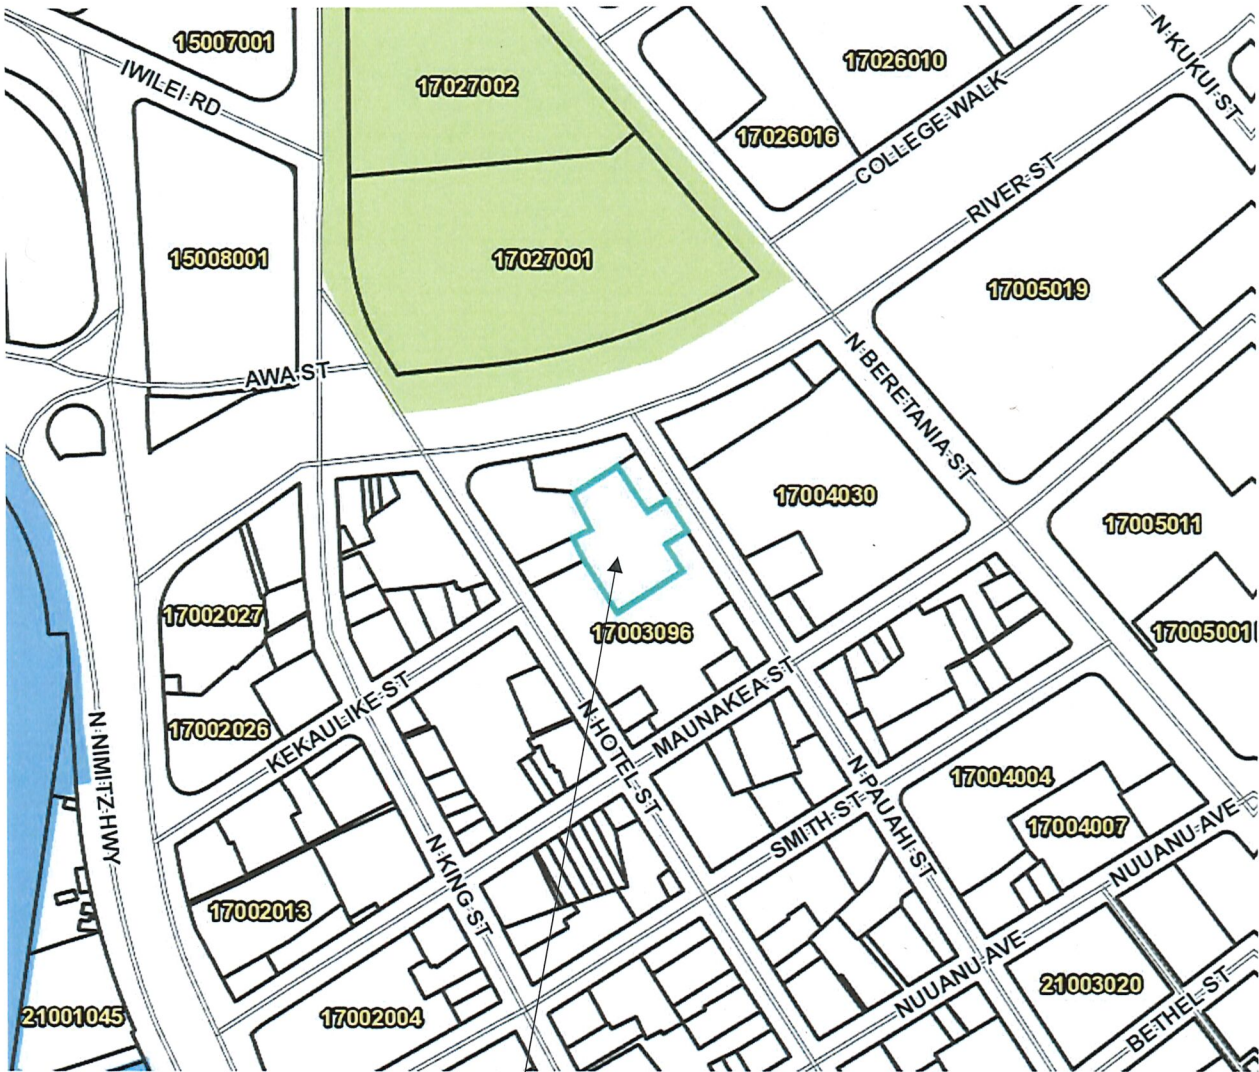 15007001
IWILEI RD
17027002
17026010
N KUKUI ST
17026016
COLLEGE WALK
RIVER ST
15008001
17027001
17005019
AWA ST
N BERETANIA ST
17004030
17005011
17002027
17003096
17005001
KEKAULIKE ST
17002026
MAUNAKEA ST
N HOTEL ST
N NIMITZ HWY
N PAUAHI ST
17004004
SMITH ST
17004007
NUUANU AVE
N KING ST
17002013
NUUANU AVE
21003020
21001045
17002004
BETHEL ST